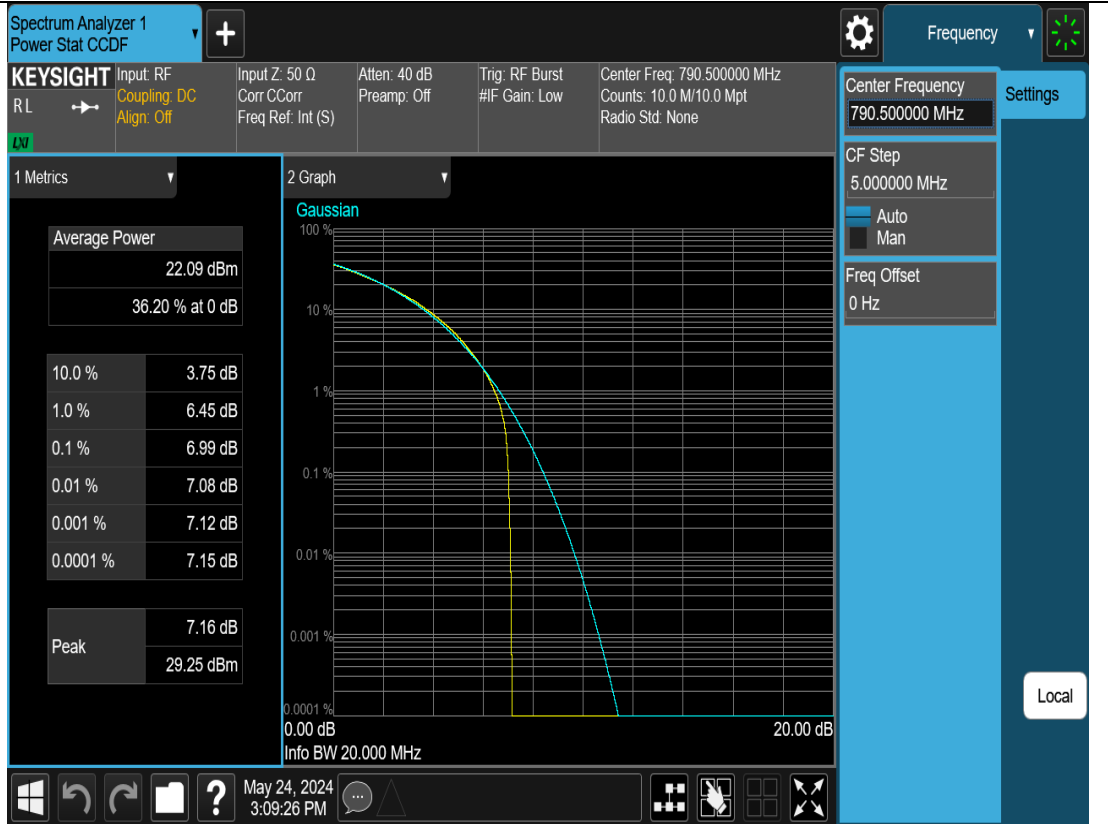 Spectrum Analyzer 1
Power Stat CCDF
+
Frequency
KEYSIGHT
RL
LXI
Input: RF
Coupling: DC
Align: Off
Input Z: 50 Ω
Corr CCorr
Freq Ref: Int (S)
Atten: 40 dB
Preamp: Off
Trig: RF Burst
#IF Gain: Low
Center Freq: 790.500000 MHz
Counts: 10.0 M/10.0 Mpt
Radio Std: None
Center Frequency
790.500000 MHz
Settings
CF Step
5.000000 MHz
Auto
Man
Freq Offset
0 Hz
1 Metrics
Average Power
22.09 dBm
36.20 % at 0 dB
10.0 % 3.75 dB
1.0 % 6.45 dB
0.1 % 6.99 dB
0.01 % 7.08 dB
0.001 % 7.12 dB
0.0001 % 7.15 dB
Peak
7.16 dB
29.25 dBm
2 Graph
Gaussian
100 %
10 %
1 %
0.1 %
0.01 %
0.001 %
0.0001 %
0.00 dB 20.00 dB
Info BW 20.000 MHz
Local
?
May 24, 2024
3:09:26 PM